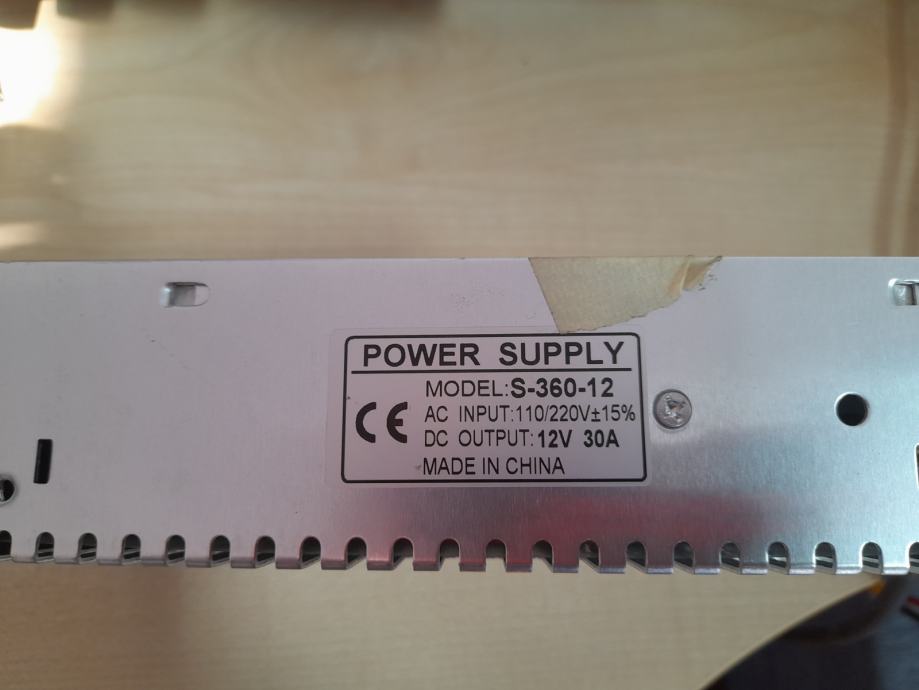 POWER SUPPLY
MODEL:S-360-12
CE AC INPUT:110/220V±15%
DC OUTPUT:12V 30A
MADE IN CHINA